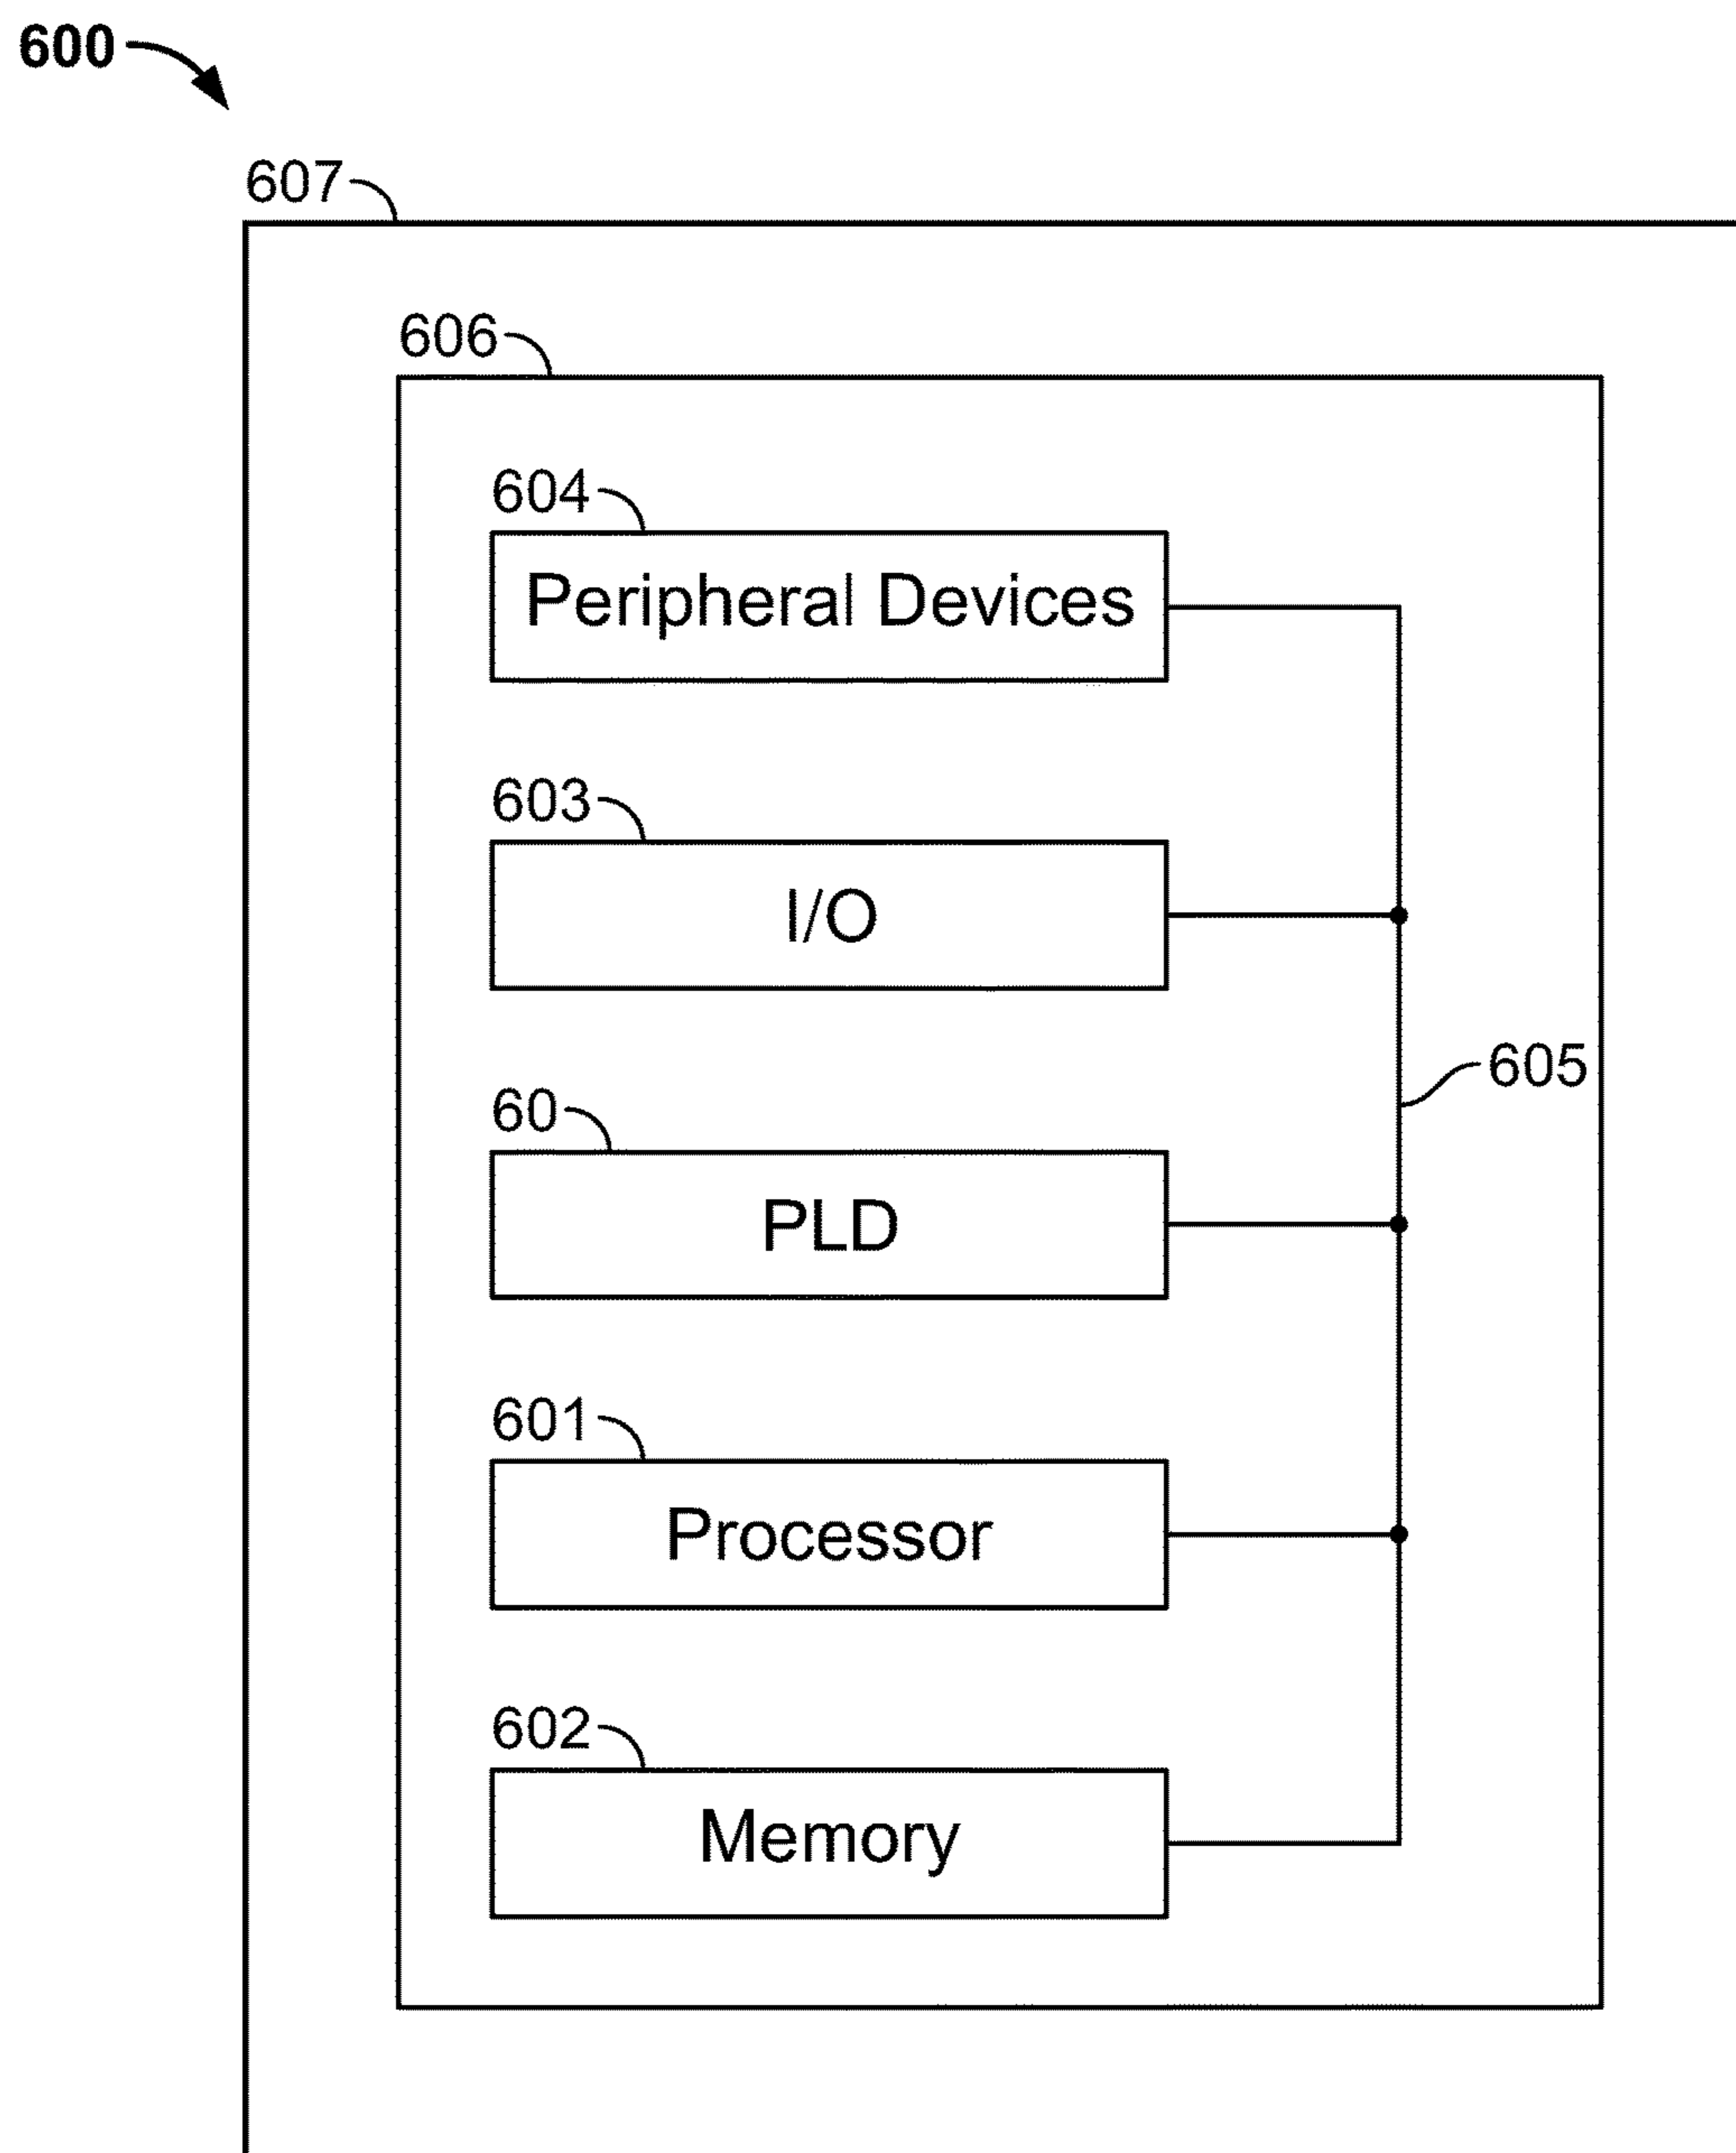 600
607
606
604
Peripheral Devices
603
I/O
605
60
PLD
601
Processor
602
Memory